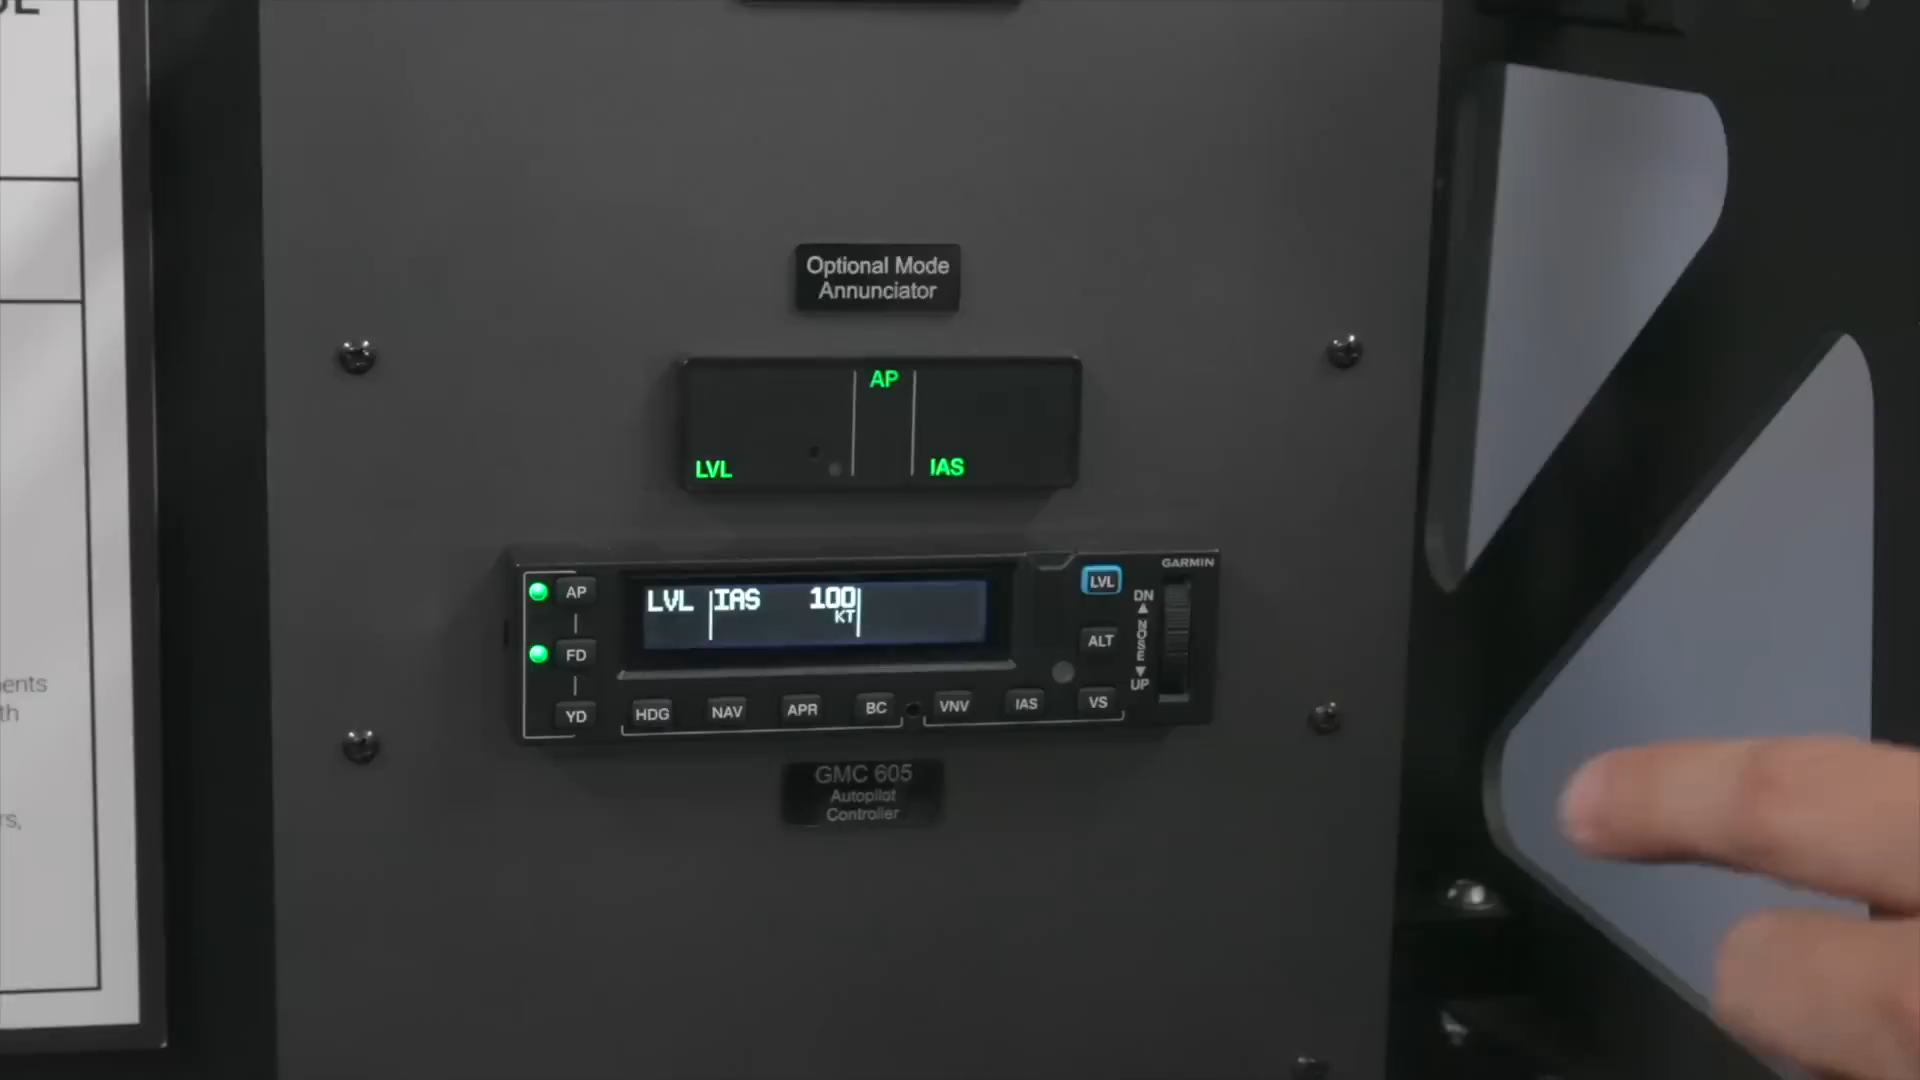 Optional Mode
Annunciator
AP
LVL
IAS
GARMIN
AP
LVL IAS 100
KT
LVL
DN
NOSE
UP
FD
ALT
YD
HDG NAV APR BC VNV IAS VS
GMC 605
Autopilot
Controller